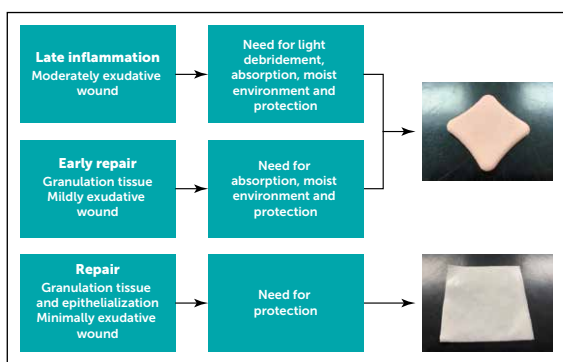 Late inflammation
Moderately exudative
wound
Need for light
debridement,
absorption, moist
environment and
protection
Early repair
Granulation tissue
Mildly exudative
wound
Need for
absorption, moist
environment and
protection
Repair
Granulation tissue
and epithelialization
Minimally exudative
wound
Need for
protection